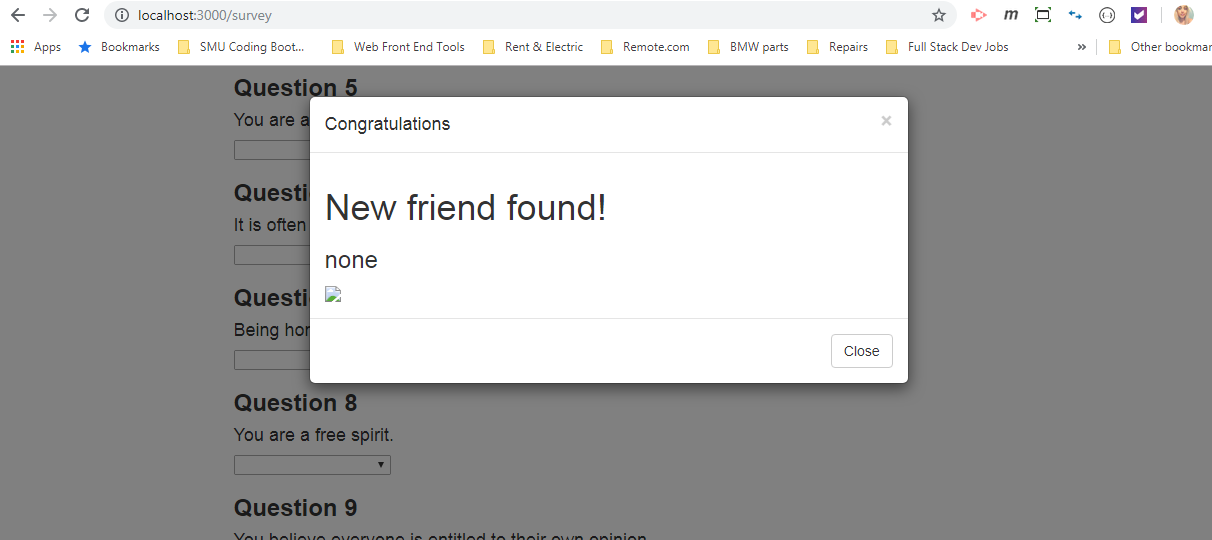 localhost:3000/survey
m
Apps Bookmarks SMU Coding Boot... Web Front End Tools Rent & Electric Remote.com BMW parts Repairs Full Stack Dev Jobs » Other bookmar
Question 5
You are a
Congratulations ×
New friend found!
none
Close
Questi
It is often
Questi
Being hor
Question 8
You are a free spirit.
Question 9
You believe everyone is entitled to their own opinion